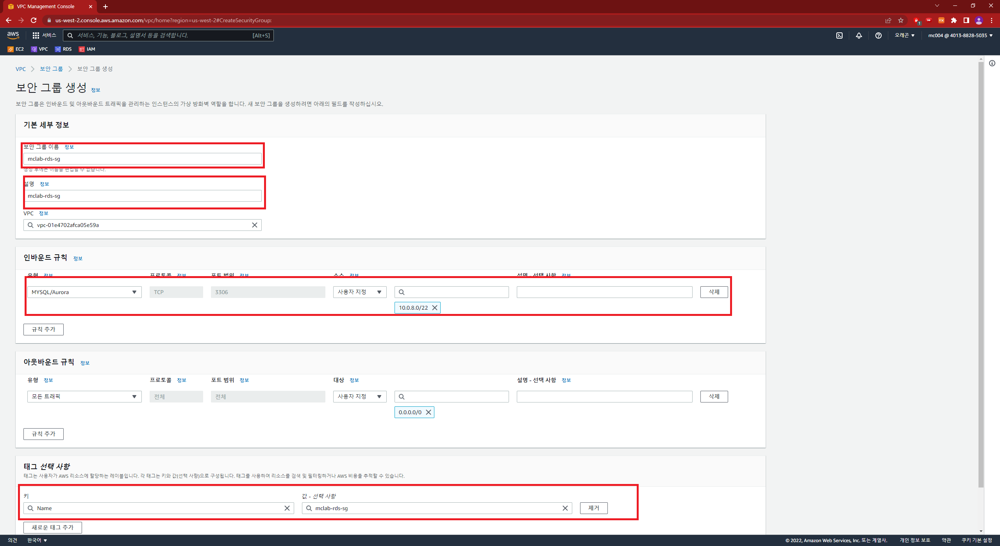 VPC Management Console
us-west-2.console.aws.amazon.com/vpc/home?region=us-west-2#CreateSecurityGroup:
1
EX
aws
서비스
서비스, 기능, 블로그, 설명서 등을 검색합니다.
[Alt+S]
오레곤
mc004 @ 4013-8828-5035
EC2
VPC
RDS
IAM
VPC
보안 그룹
보안 그룹 생성
보안 그룹 생성 정보
보안 그룹은 인바운드 및 아웃바운드 트래픽을 관리하는 인스턴스의 가상 방화벽 역할을 합니다. 새 보안 그룹을 생성하려면 아래의 필드를 작성하십시오.
기본 세부 정보
보안 그룹 이름 정보
mclab-rds-sg
생성 후에는 이름을 편집할 수 없습니다.
설명 정보
mclab-rds-sg
VPC 정보
vpc-01e4702afca05e59a
인바운드 규칙 정보
유형 정보
프로토콜 정보
포트 범위 정보
소스 정보
설명 - 선택 사항 정보
MYSQL/Aurora
TCP
3306
사용자 지정
삭제
10.0.8.0/22
규칙 추가
아웃바운드 규칙 정보
유형 정보
프로토콜 정보
포트 범위 정보
대상 정보
설명 - 선택 사항 정보
모든 트래픽
전체
전체
사용자 지정
삭제
0.0.0.0/0
규칙 추가
태그 선택 사항
태그는 사용자가 AWS 리소스에 할당하는 레이블입니다. 각 태그는 키와 값(선택 사항)으로 구성됩니다. 태그를 사용하여 리소스를 검색 및 필터링하거나 AWS 비용을 추적할 수 있습니다.
키
값 - 선택 사항
Name
mclab-rds-sg
제거
새로운 태그 추가
의견
한국어
© 2022, Amazon Web Services, Inc. 또는 계열사.
개인 정보 보호
약관
쿠키 기본 설정